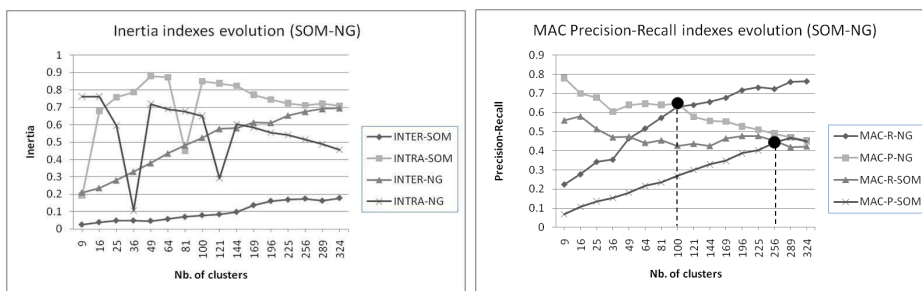 Inertia indexes evolution (SOM-NG)
1
0.9
0.8
0.7
0.6
0.5
0.4
0.3
0.2
0.1
0
Inertia
9 16 25 36 49 64 81 100 121 144 169 196 225 256 289 324
Nb. of clusters
INTER-SOM
INTRA-SOM
INTER-NG
INTRA-NG
MAC Precision-Recall indexes evolution (SOM-NG)
0.9
0.8
0.7
0.6
0.5
0.4
0.3
0.2
0.1
0
Precision-Recall
9 16 25 36 49 64 81 100 121 144 169 196 225 256 289 324
Nb. of clusters
MAC-R-NG
MAC-P-NG
MAC-R-SOM
MAC-P-SOM